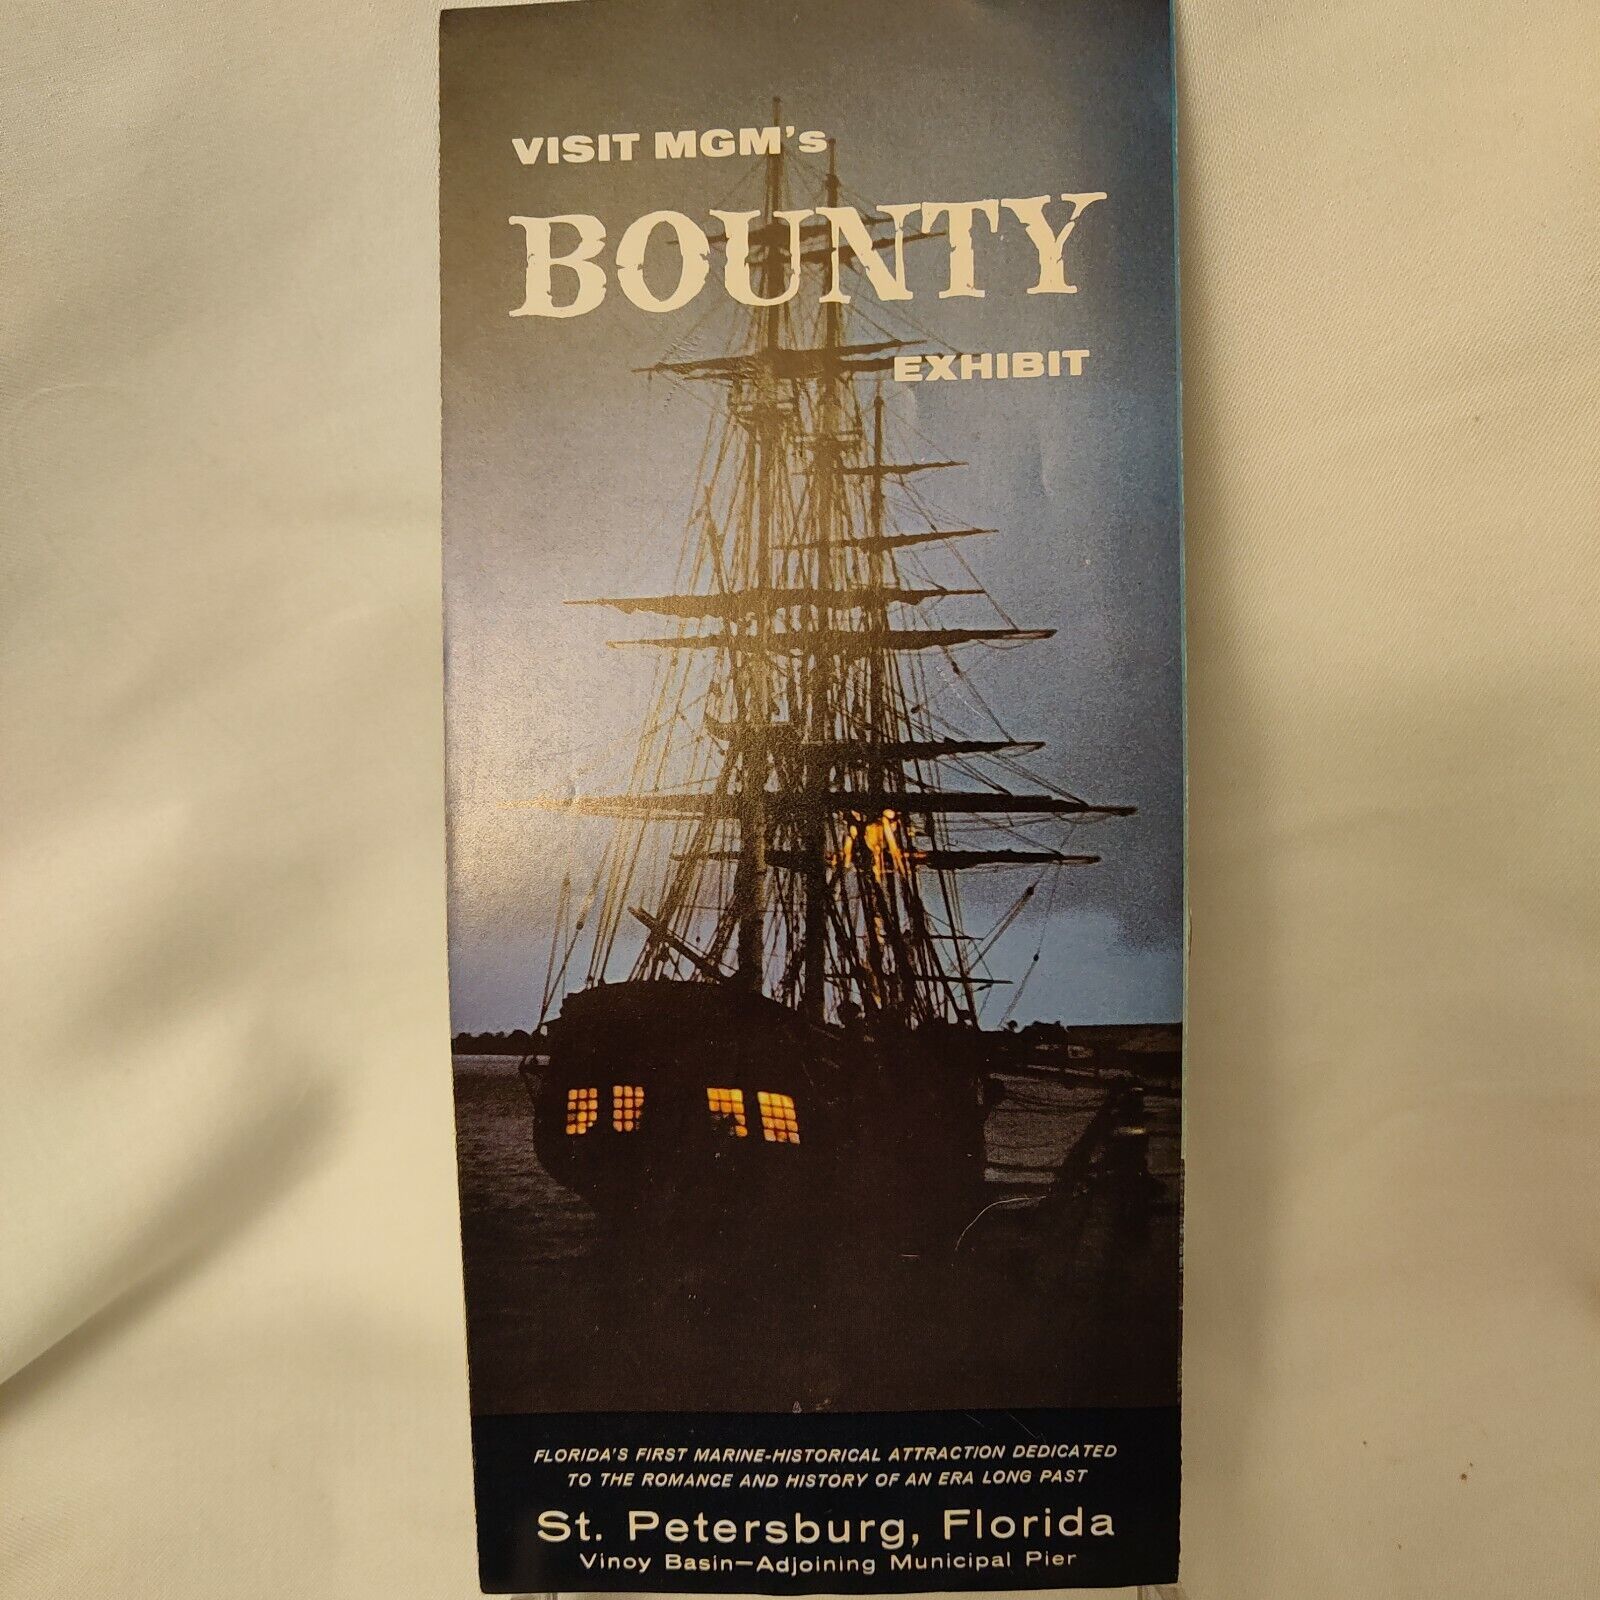 VISIT MGM's
BOUNTY
EXHIBIT
FLORIDA'S FIRST MARINE-HISTORICAL ATTRACTION DEDICATED
TO THE ROMANCE AND HISTORY OF AN ERA LONG PAST
St. Petersburg, Florida
Vinoy Basin—Adjoining Municipal Pier